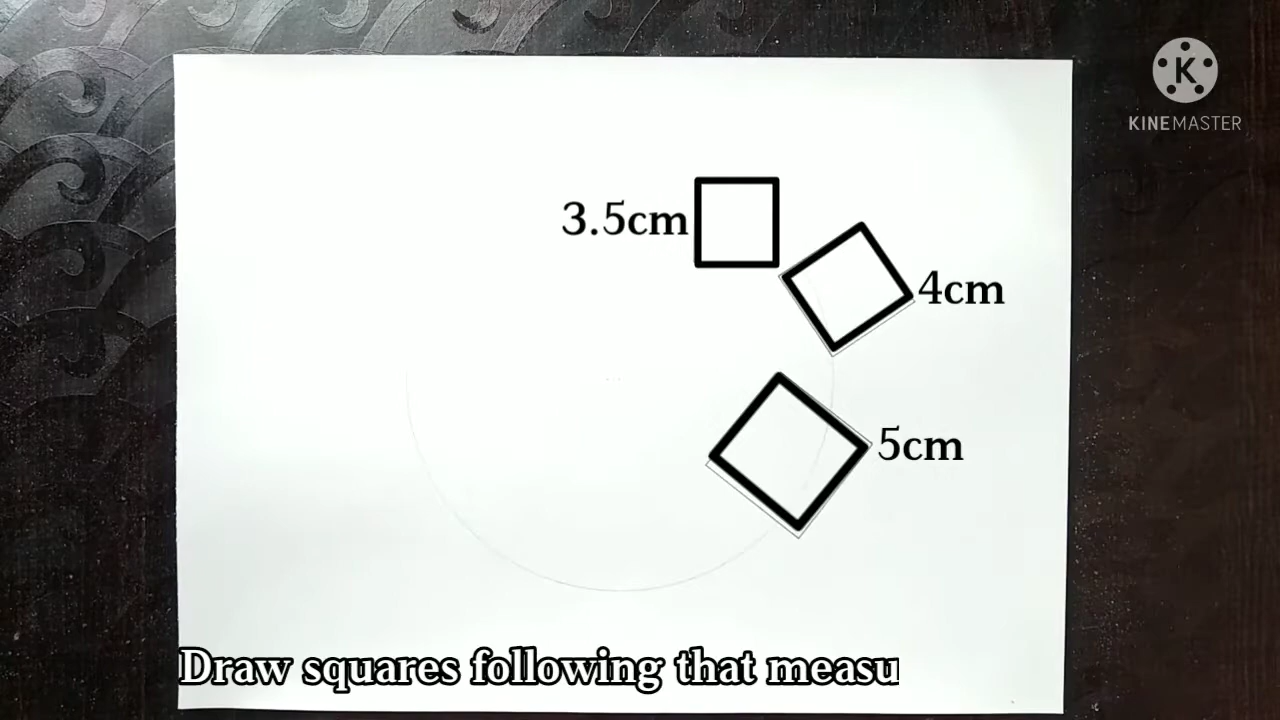 K
KINEMASTER
3.5cm
4cm
5cm
Draw squares following that measu